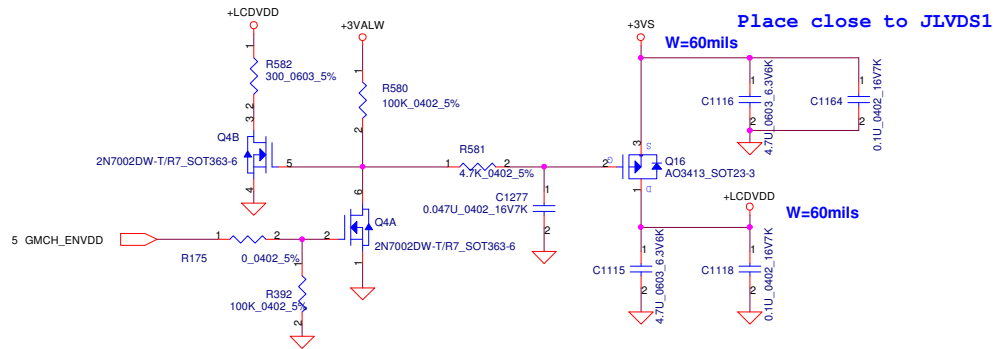 Place close to JLVDS1
+LCDVDD
+3VALW
+3VS
W=60mils
1
R582
300_0603_5%
2
1
R580
100K_0402_5%
2
1
C1116
2
4.7U_0603_6.3V6K
1
C1164
2
0.1U_0402_16V7K
3
Q4B
2N7002DW-T/R7_SOT363-6
5
4
R581
1
2
4.7K_0402_5%
2
G
3
S
Q16
AO3413_SOT23-3
D
1
1
C1277
0.047U_0402_16V7K
2
6
Q4A
2N7002DW-T/R7_SOT363-6
2
1
+LCDVDD
W=60mils
5 GMCH_ENVDD
1
2
R175
0_0402_5%
1
R392
100K_0402_5%
2
1
C1115
2
4.7U_0603_6.3V6K
1
C1118
2
0.1U_0402_16V7K